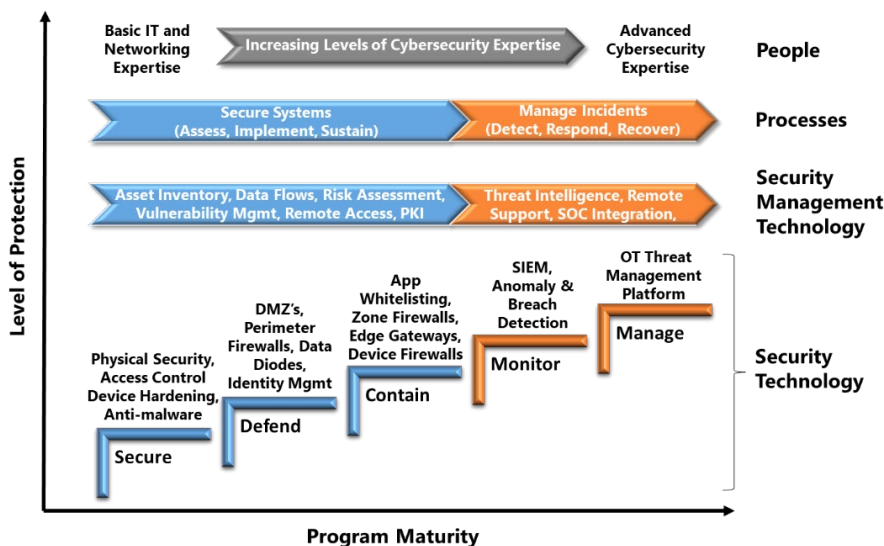 Basic IT and
Networking
Expertise
Increasing Levels of Cybersecurity Expertise
Advanced
Cybersecurity
Expertise
People
Secure Systems
(Assess, Implement, Sustain)
Manage Incidents
(Detect, Respond, Recover)
Processes
Asset Inventory, Data Flows, Risk Assessment,
Vulnerability Mgmt, Remote Access, PKI
Threat Intelligence, Remote
Support, SOC Integration,
Security
Management
Technology
Level of Protection
Physical Security,
Access Control
Device Hardening,
Anti-malware
Secure
DMZ's,
Perimeter
Firewalls, Data
Diodes,
Identity Mgmt
Defend
App
Whitelisting,
Zone Firewalls,
Edge Gateways,
Device Firewalls
Contain
SIEM,
Anomaly &
Breach
Detection
Monitor
OT Threat
Management
Platform
Manage
Security
Technology
Program Maturity